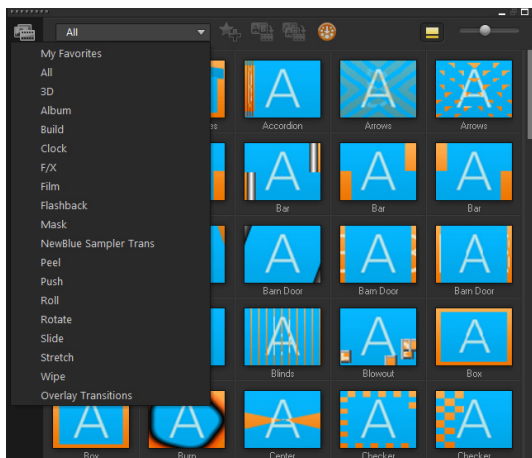 All
My Favorites
All
3D
Album
Build
Clock
F/X
Film
Flashback
Mask
NewBlue Sampler Trans
Peel
Push
Roll
Rotate
Slide
Stretch
Wipe
Overlay Transitions
A A A
es Accordion Arrows Arrows
A A A
Bar Bar Bar
A A A
Barn Door Barn Door Barn Door
A A A
Blinds Blowout Box
A A A A A
Box Burn Center Checker Checker